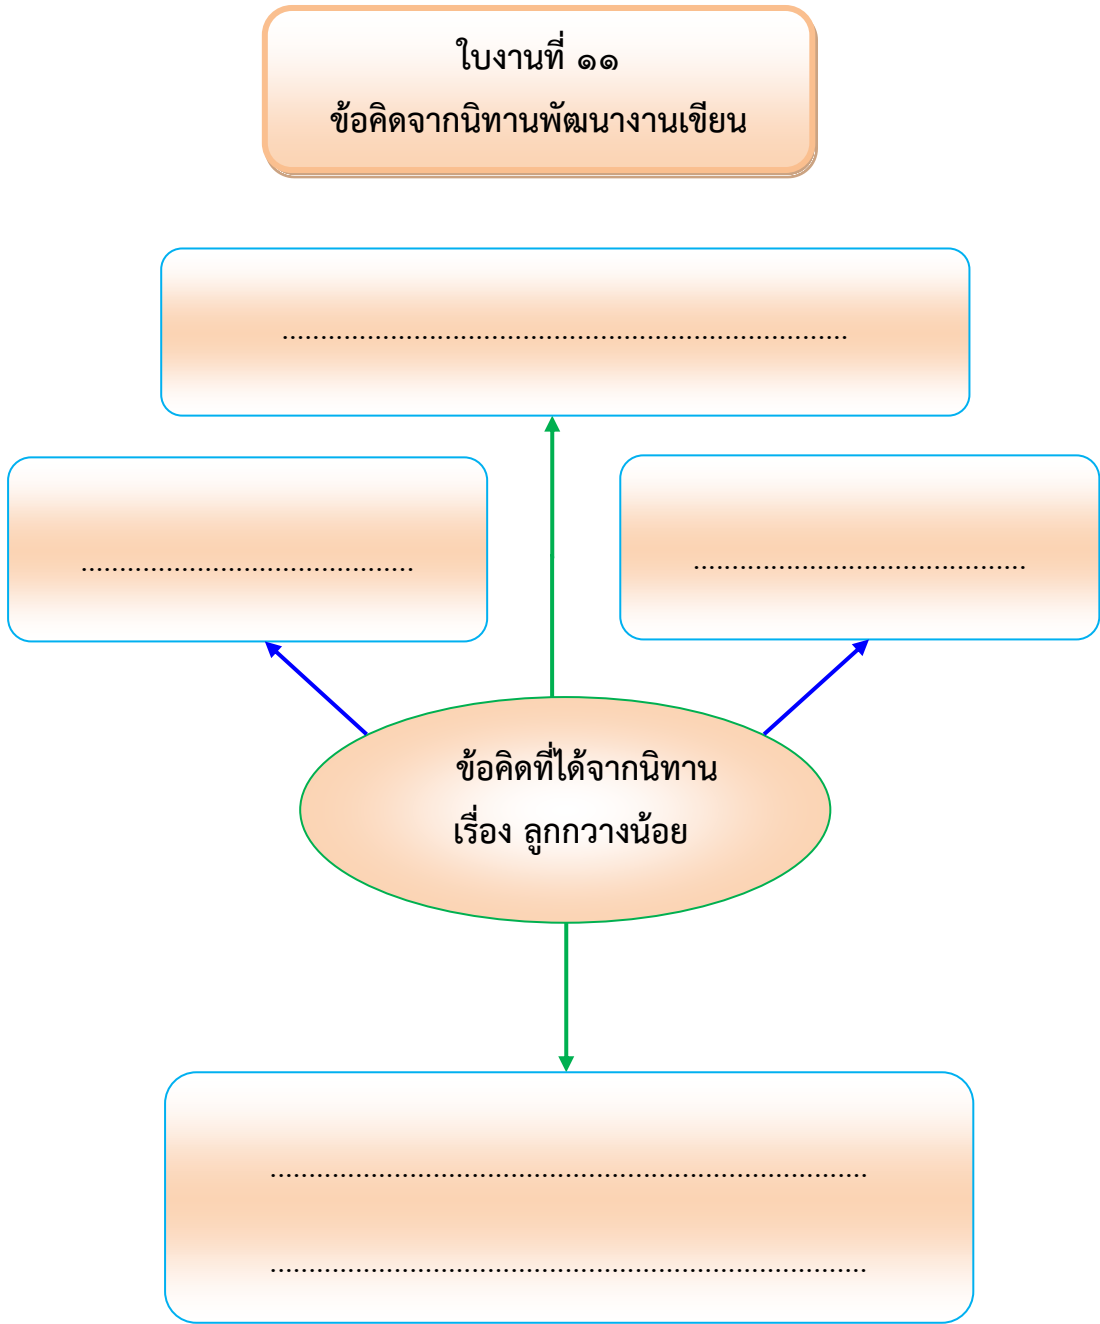 ใบงานที่ ๑๑
ข้อคิดจากนิทานพัฒนางานเขียน
.........................................................................
...........................................
...........................................
ข้อคิดที่ได้จากนิทาน
เรื่อง ลูกกวางน้อย
.............................................................................
.............................................................................